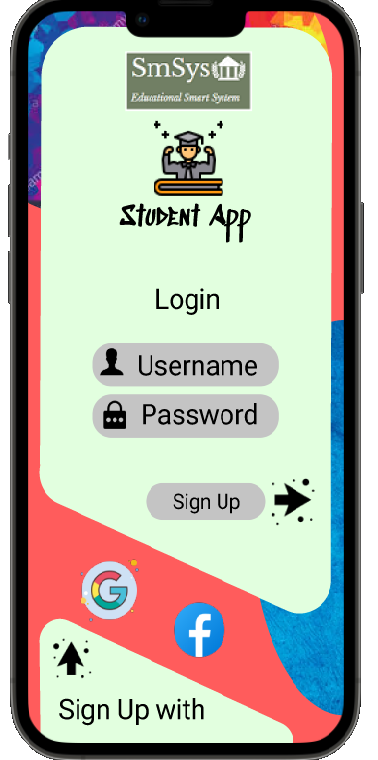 SmSys
Educational Smart System
Student App
Login
Username
Password
Sign Up
G
f
Sign Up with